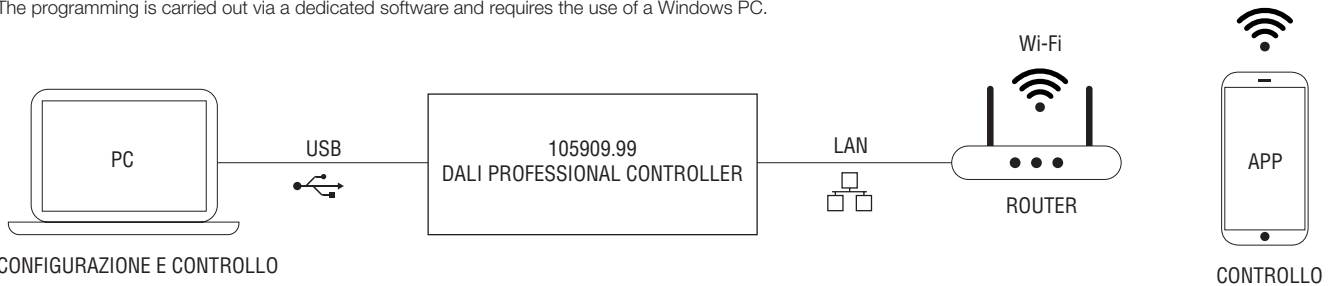 The programming is carried out via a dedicated software and requires the use of a Windows PC.
Wi-Fi
PC
USB
105909.99
DALI PROFESSIONAL CONTROLLER
LAN
ROUTER
APP
CONFIGURAZIONE E CONTROLLO
CONTROLLO